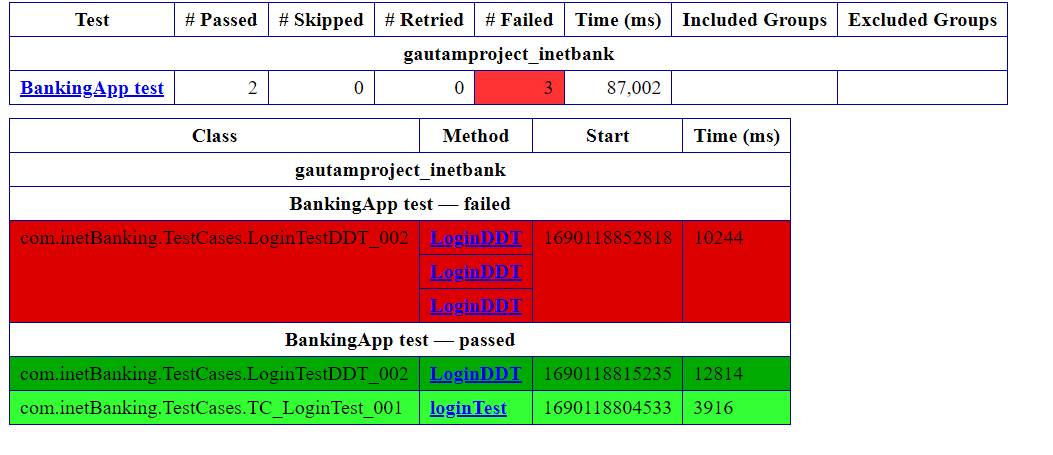 Test # Passed # Skipped # Retried # Failed Time (ms) Included Groups Excluded Groups
gautamproject_inetbank
BankingApp test 2 0 0 3 87,002
Class Method Start Time (ms)
gautamproject_inetbank
BankingApp test — failed
com.inetBanking.TestCases.LoginTestDDT_002 LoginDDT 1690118852818 10244
LoginDDT
LoginDDT
BankingApp test — passed
com.inetBanking.TestCases.LoginTestDDT_002 LoginDDT 1690118815235 12814
com.inetBanking.TestCases.TC_LoginTest_001 loginTest 1690118804533 3916